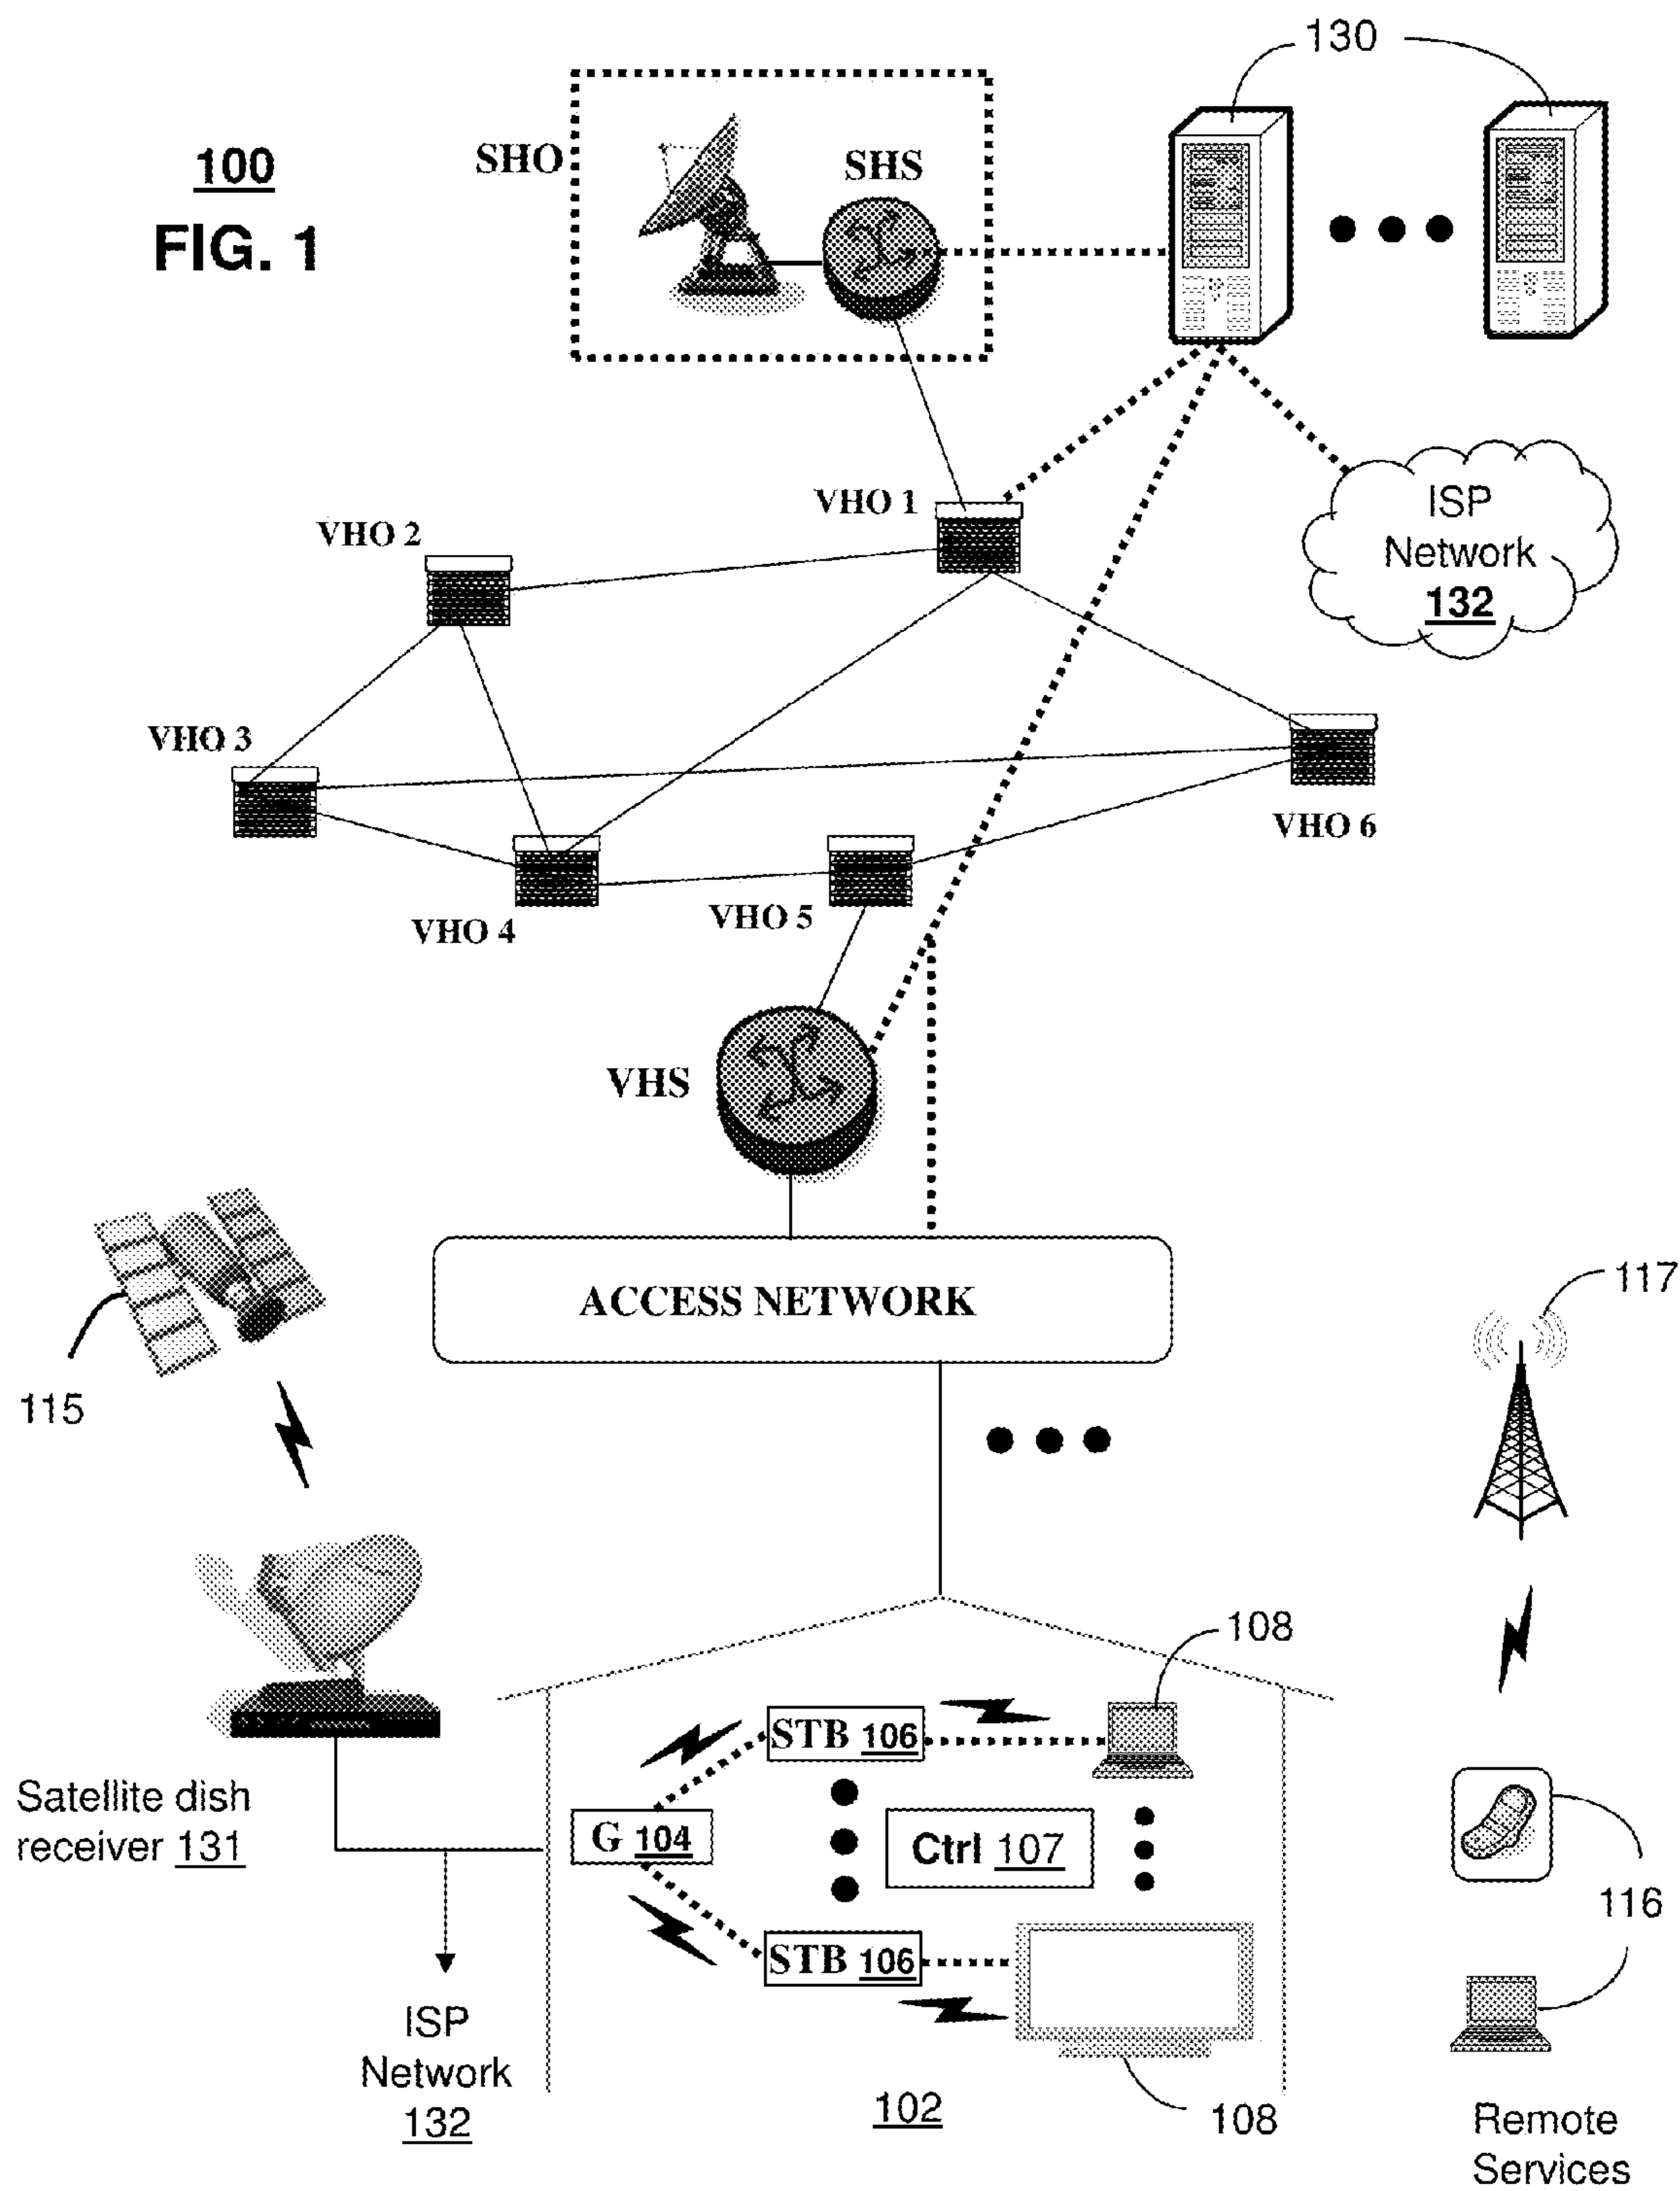 130
100
FIG. 1
SHO
SHS
ISP
Network
132
VHO 1
VHO 2
VHO 3
VHO 6
VHO 4
VHO 5
VHS
ACCESS NETWORK
115
117
108
STB 106
G 104
Ctrl 107
STB 106
Satellite dish
receiver 131
116
ISP
Network
132
102
108
Remote
Services